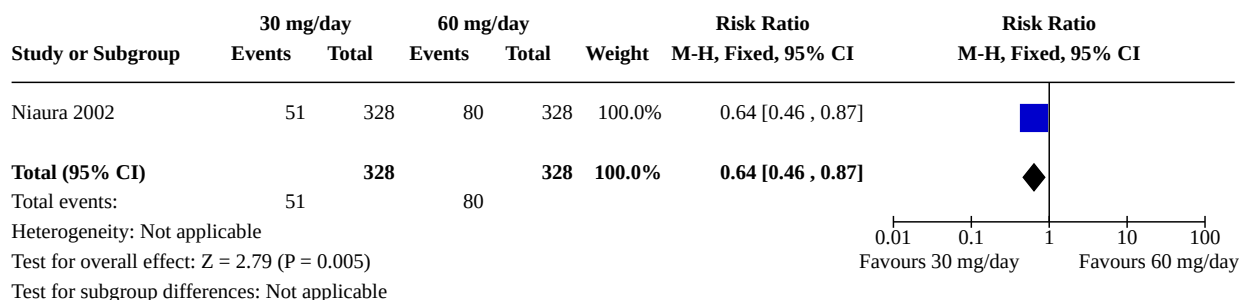 30 mg/day 60 mg/day Risk Ratio Risk Ratio
Study or Subgroup Events Total Events Total Weight M-H, Fixed, 95% CI M-H, Fixed, 95% CI
Niaura 2002 51 328 80 328 100.0% 0.64 [0.46 , 0.87]
Total (95% CI) 328 328 100.0% 0.64 [0.46 , 0.87]
Total events: 51 80
Heterogeneity: Not applicable 0.01 0.1 1 10 100
Test for overall effect: Z = 2.79 (P = 0.005) Favours 30 mg/day Favours 60 mg/day
Test for subgroup differences: Not applicable